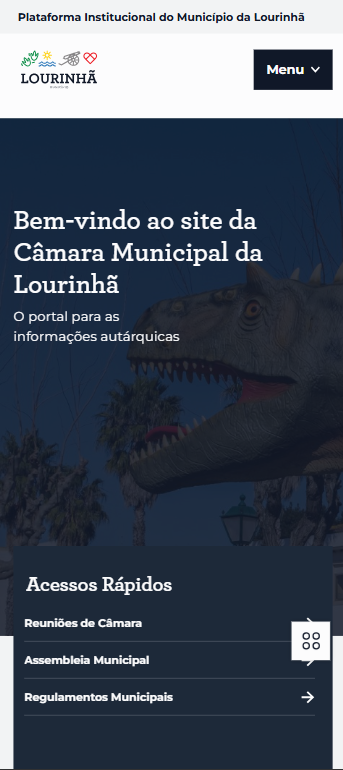 Plataforma Institucional do Município da Lourinhã
LOURINHÃ
Menu
Bem-vindo ao site da
Câmara Municipal da
Lourinhã
O portal para as
informações autárquicas
Acessos Rápidos
Reuniões de Câmara
Assembleia Municipal
Regulamentos Municipais